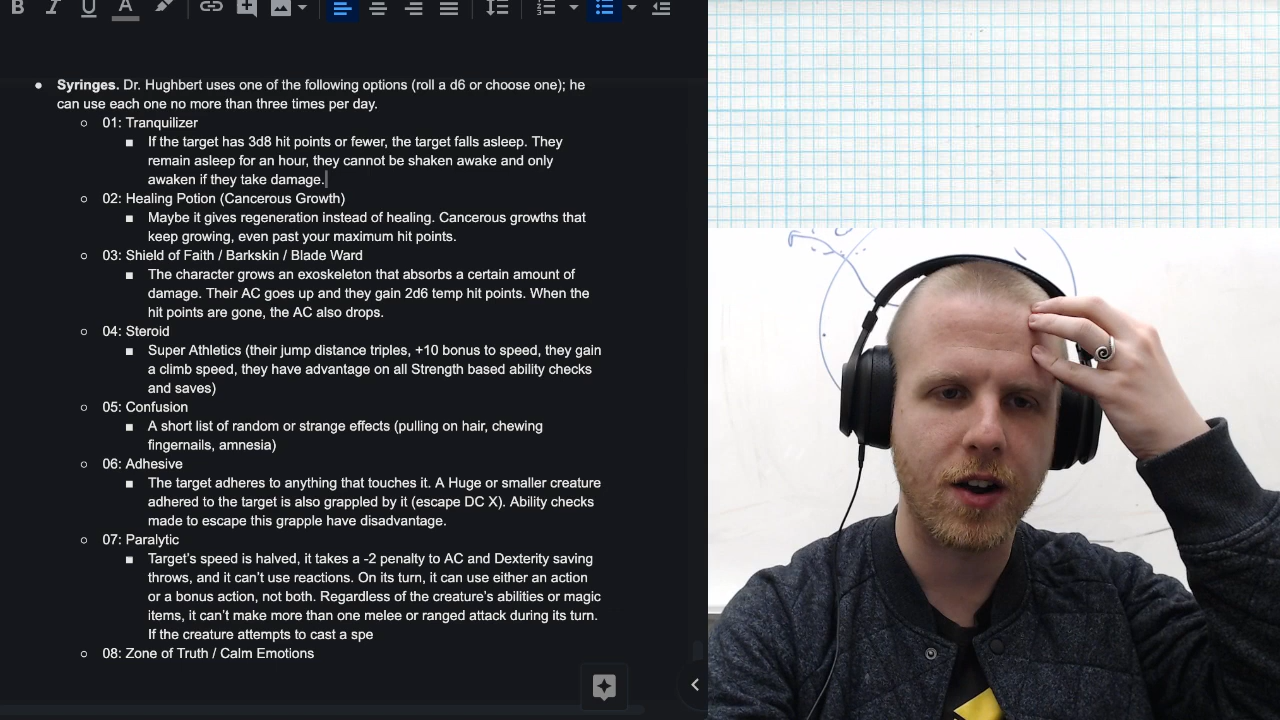 B I U A
Syringes. Dr. Hughbert uses one of the following options (roll a d6 or choose one); he
can use each one no more than three times per day.
01: Tranquilizer
If the target has 3d8 hit points or fewer, the target falls asleep. They
remain asleep for an hour, they cannot be shaken awake and only
awaken if they take damage.
02: Healing Potion (Cancerous Growth)
Maybe it gives regeneration instead of healing. Cancerous growths that
keep growing, even past your maximum hit points.
03: Shield of Faith / Barkskin / Blade Ward
The character grows an exoskeleton that absorbs a certain amount of
damage. Their AC goes up and they gain 2d6 temp hit points. When the
hit points are gone, the AC also drops.
04: Steroid
Super Athletics (their jump distance triples, +10 bonus to speed, they gain
a climb speed, they have advantage on all Strength based ability checks
and saves)
05: Confusion
A short list of random or strange effects (pulling on hair, chewing
fingernails, amnesia)
06: Adhesive
The target adheres to anything that touches it. A Huge or smaller creature
adhered to the target is also grappled by it (escape DC X). Ability checks
made to escape this grapple have disadvantage.
07: Paralytic
Target's speed is halved, it takes a -2 penalty to AC and Dexterity saving
throws, and it can't use reactions. On its turn, it can use either an action
or a bonus action, not both. Regardless of the creature's abilities or magic
items, it can't make more than one melee or ranged attack during its turn.
If the creature attempts to cast a spe
08: Zone of Truth / Calm Emotions